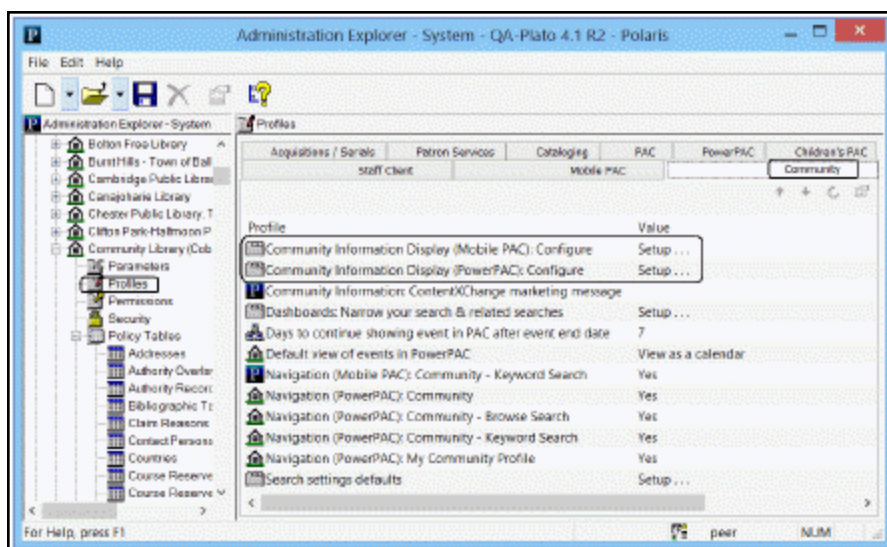 Administration Explorer - System - QA-Plato 4.1 R2 - Polaris
File Edit Help
Administration Explorer - System
Profiles
Bolton Free Library
Burnt Hills - Town of Ball
Cambridge Public Librar
Canajoharie Library
Chester Public Library, T
Clifton Park-Halfmoon P
Community Library (Cob
Parameters
Profiles
Permissions
Security
Policy Tables
Addresses
Authority Overlay
Authority Record
Bibliographic
Claim Reasons
Contact Persons
Countries
Course Reserve
Course Reserve
Acquisitions / Serials
Patron Services
Cataloging
PAC
PowerPAC
Children's PAC
Staff Client
Mobile PAC
Community
Profile Value
Community Information Display (Mobile PAC): Configure Setup ...
Community Information Display (PowerPAC): Configure Setup ...
Community Information: ContentXChange marketing message
Dashboards: Narrow your search & related searches Setup ...
Days to continue showing event in PAC after event end date 7
Default view of events in PowerPAC View as a calendar
Navigation (Mobile PAC): Community - Keyword Search Yes
Navigation (PowerPAC): Community Yes
Navigation (PowerPAC): Community - Browse Search Yes
Navigation (PowerPAC): Community - Keyword Search Yes
Navigation (PowerPAC): My Community Profile Yes
Search settings defaults Setup ...
For Help, press F1
peer
NUM